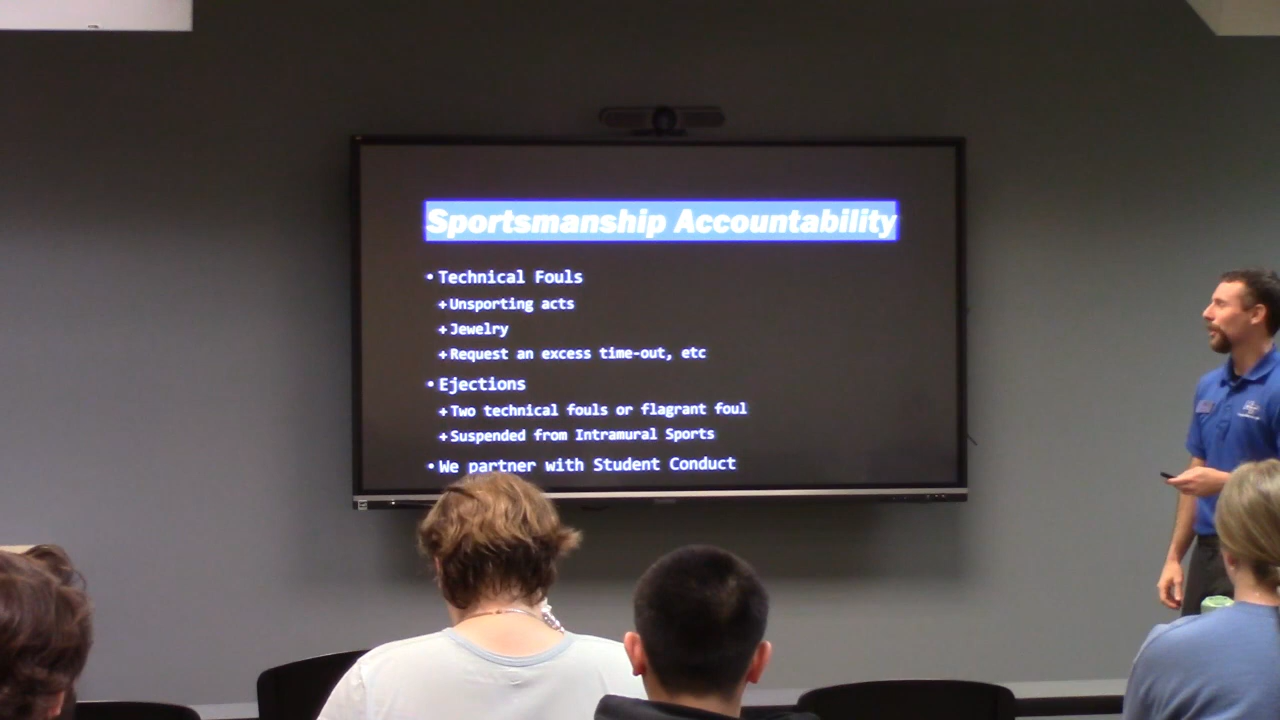 Sportsmanship Accountability
• Technical Fouls
+ Unsporting acts
+ Jewelry
+ Request an excess time-out, etc
• Ejections
+ Two technical fouls or flagrant foul
+ Suspended from Intramural Sports
• We partner with Student Conduct